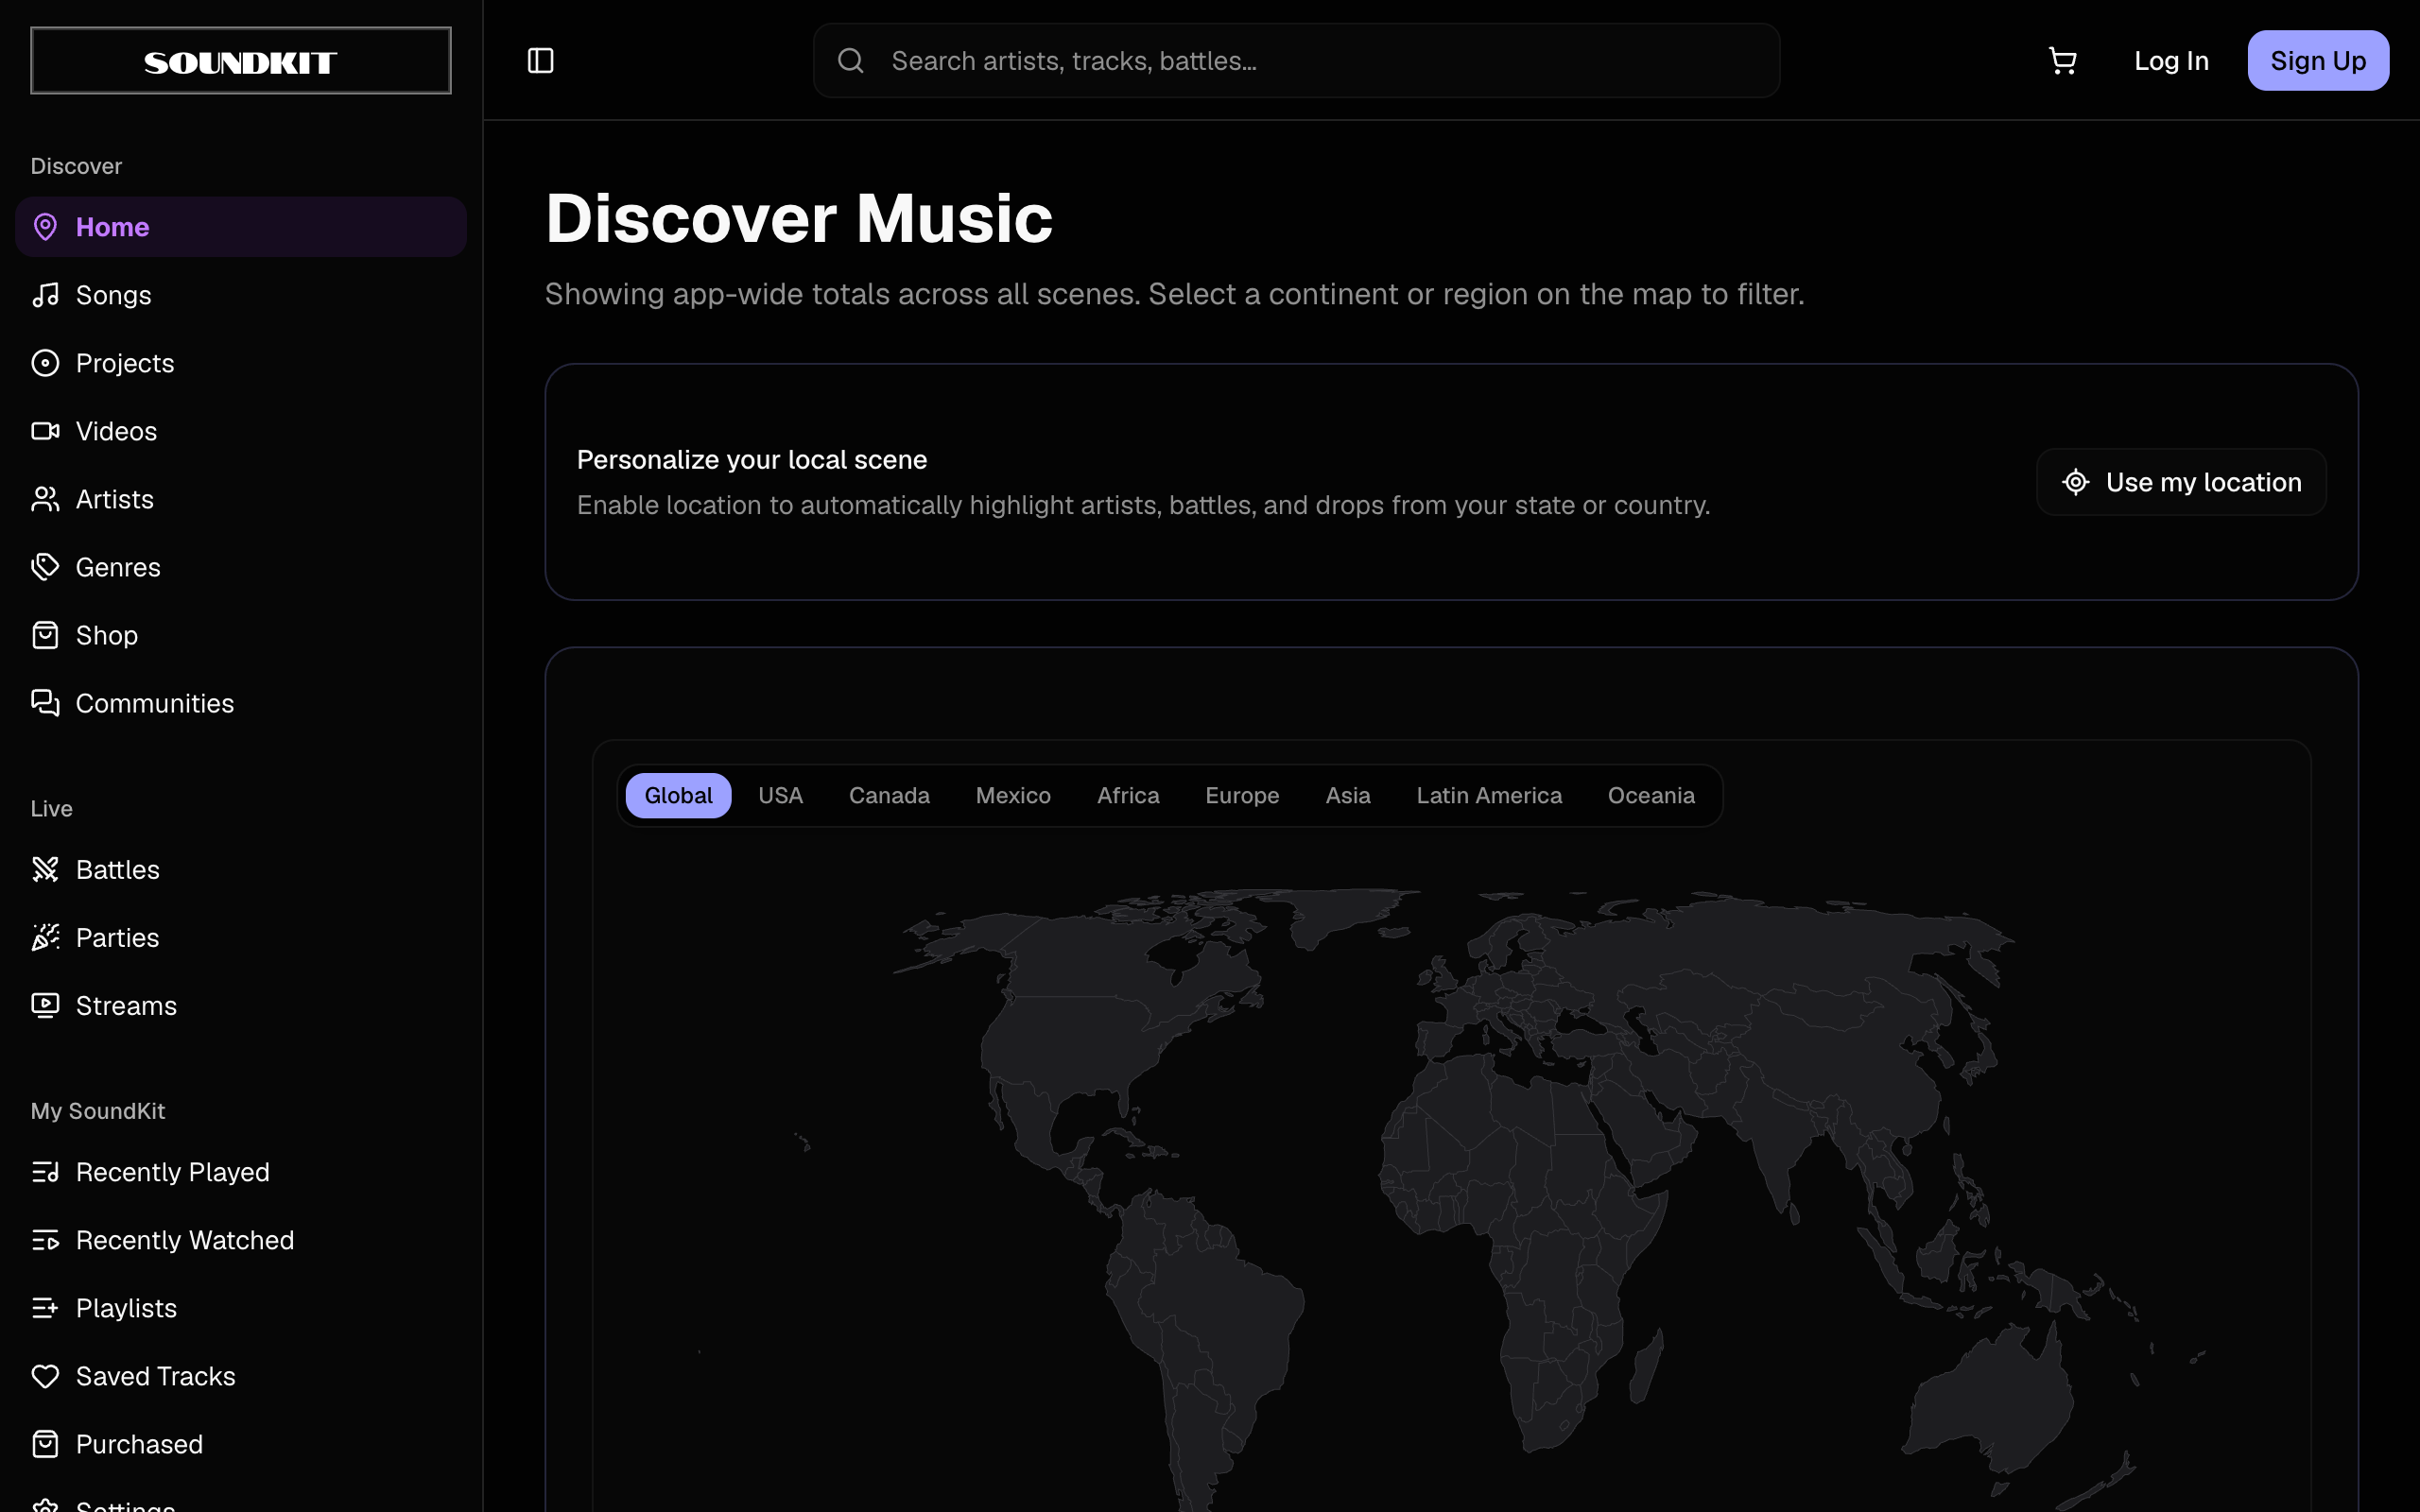 SOUNDKIT
Discover
Home
Songs
Projects
Videos
Artists
Genres
Shop
Communities
Live
Battles
Parties
Streams
My SoundKit
Recently Played
Recently Watched
Playlists
Saved Tracks
Purchased
Settings
Search artists, tracks, battles...
Log In
Sign Up
Discover Music
Showing app-wide totals across all scenes. Select a continent or region on the map to filter.
Personalize your local scene
Enable location to automatically highlight artists, battles, and drops from your state or country.
Use my location
Global USA Canada Mexico Africa Europe Asia Latin America Oceania